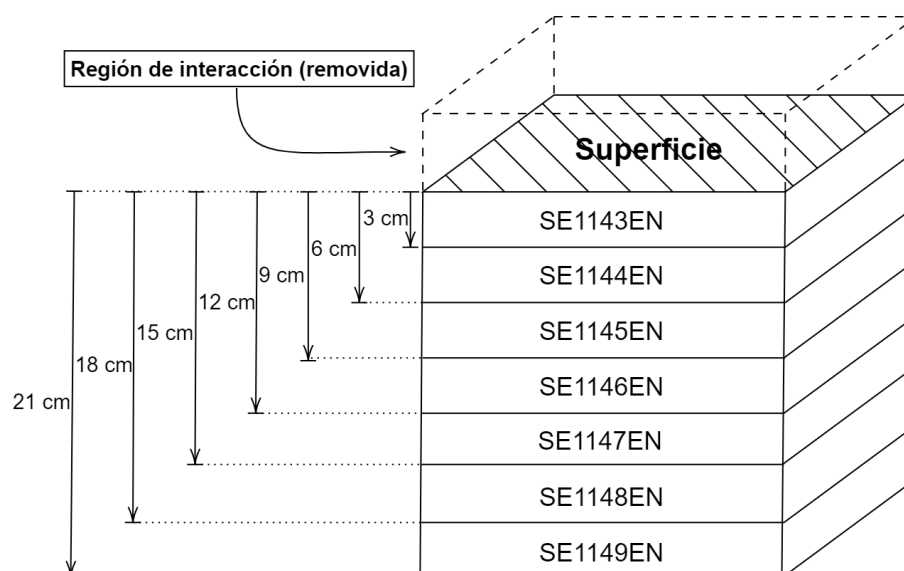 Región de interacción (removida)
Superficie
3 cm
6 cm
9 cm
12 cm
15 cm
18 cm
21 cm
SE1143EN
SE1144EN
SE1145EN
SE1146EN
SE1147EN
SE1148EN
SE1149EN